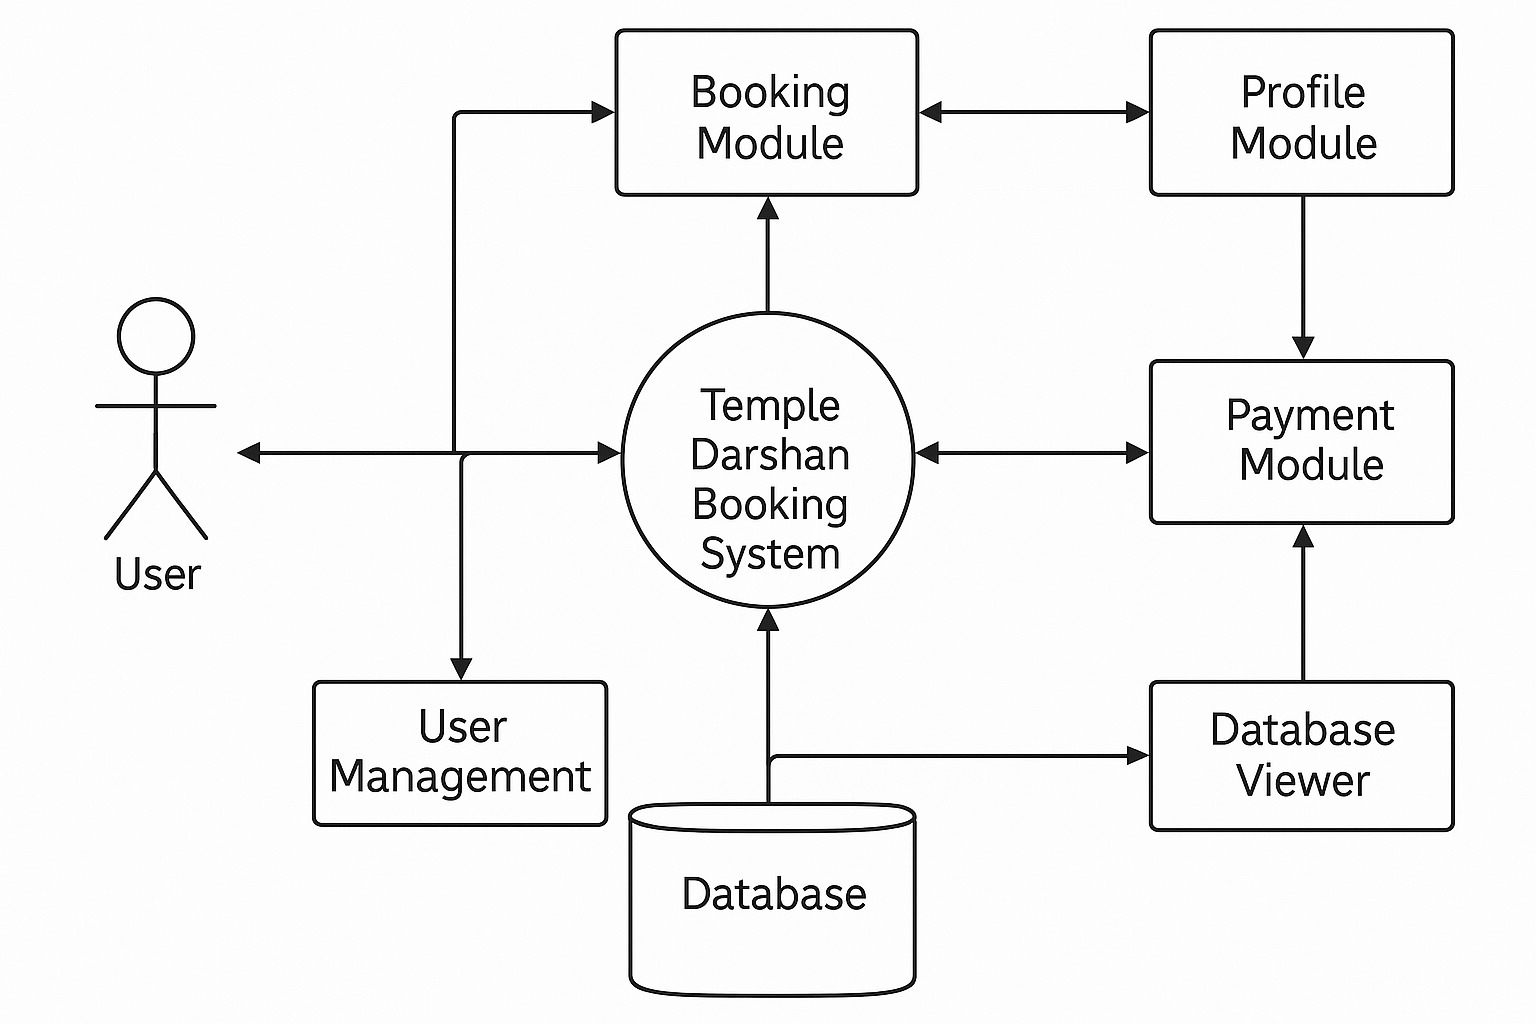 Booking
Module
Profile
Module
User
Temple
Darshan
Booking
System
Payment
Module
User
Management
Database
Database
Viewer